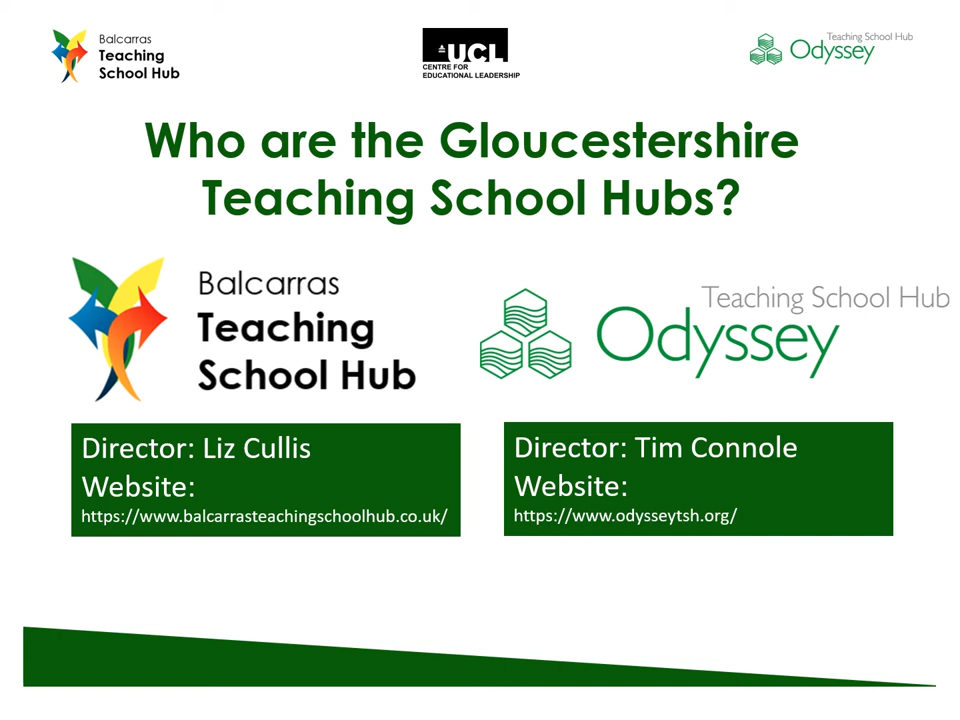 Balcarras
Teaching
School Hub
UCL
CENTRE FOR
EDUCATIONAL LEADERSHIP
Teaching School Hub
Odyssey
Who are the Gloucestershire
Teaching School Hubs?
Balcarras
Teaching
School Hub
Teaching School Hub
Odyssey
Director: Liz Cullis
Website:
https://www.balcarrasteachingschoolhub.co.uk/
Director: Tim Connole
Website:
https://www.odysseytsh.org/